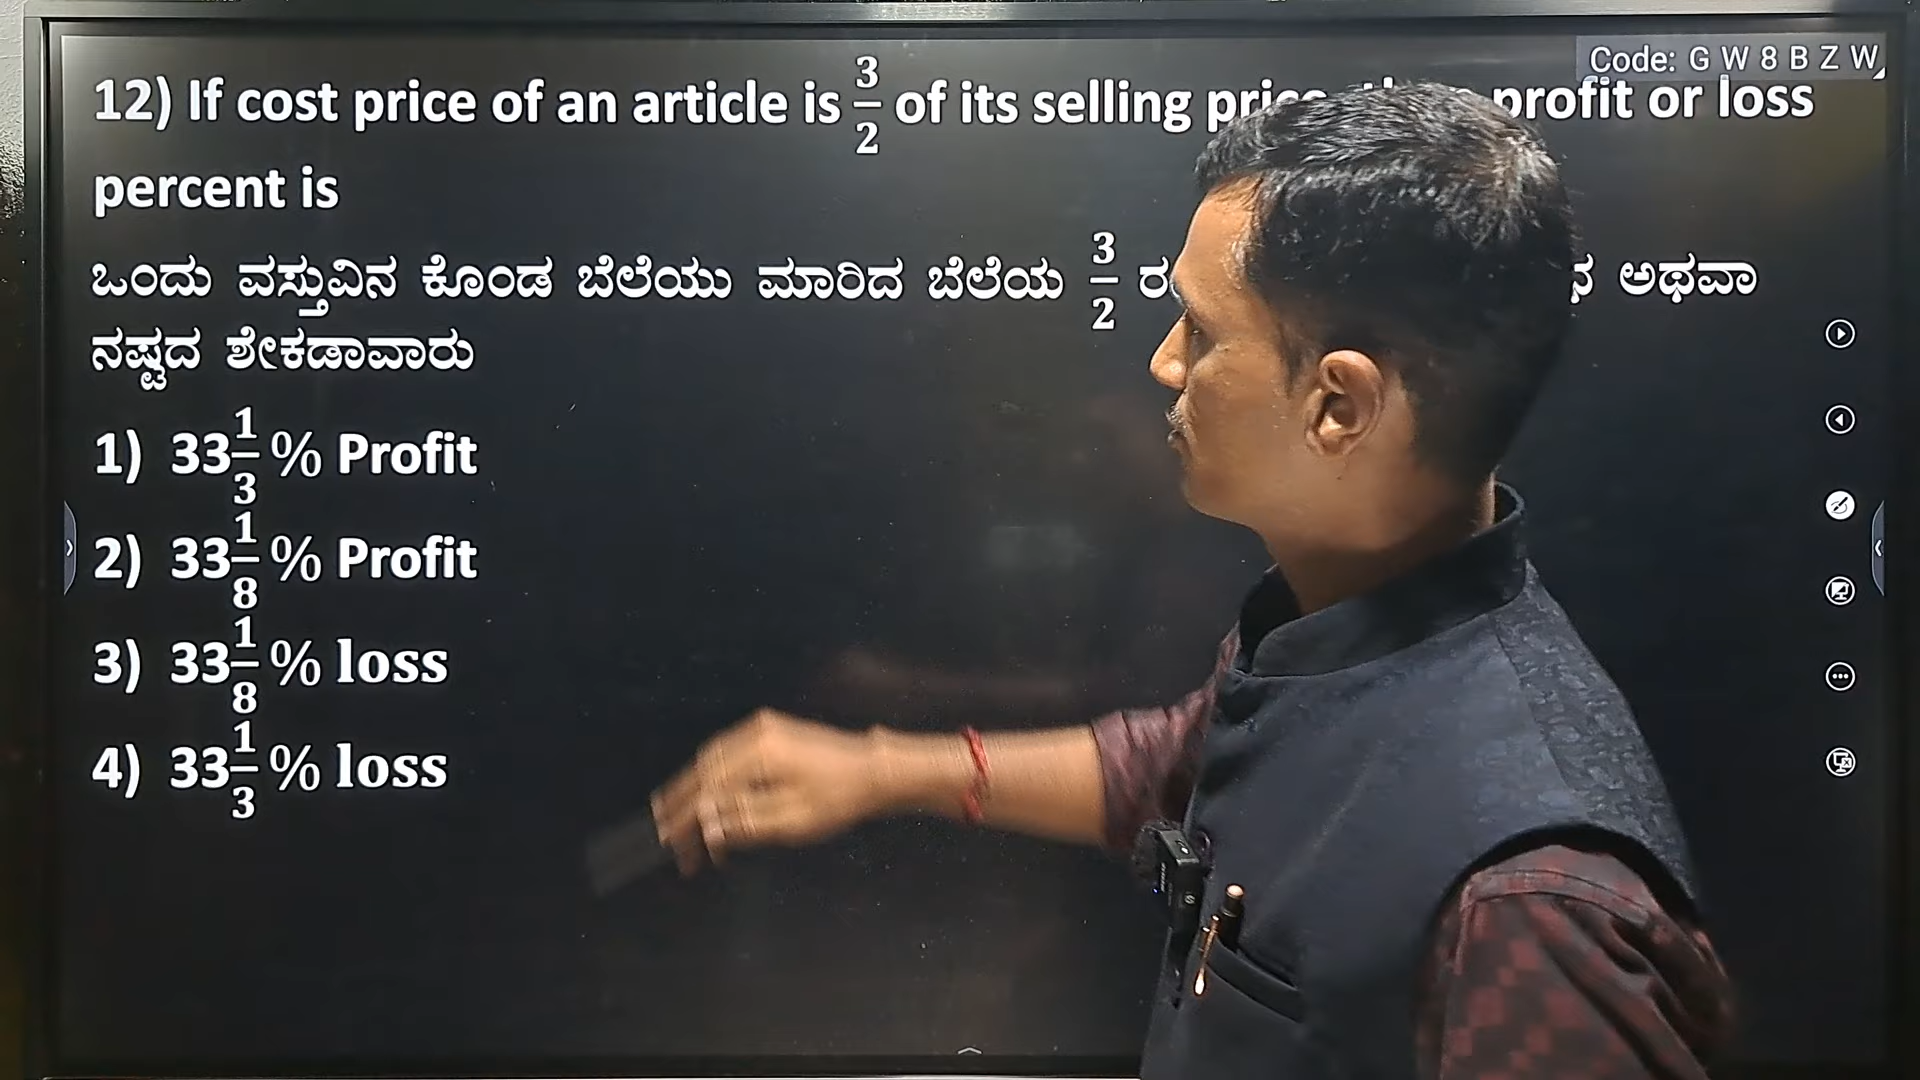 Code: G W 8 B Z W
12) If cost price of an article is 3/2 of its selling profit or loss
percent is
ಒಂದು ವಸ್ತುವಿನ ಕೊಂಡ ಬೆಲೆಯು ಮಾರಿದ ಬೆಲೆಯ 3/2 ಅಥವಾ
ನಷ್ಟದ ಶೇಕಡಾವಾರು
1) 33 1/3 % Profit
2) 33 1/8 % Profit
3) 33 1/8 % loss
4) 33 1/3 % loss